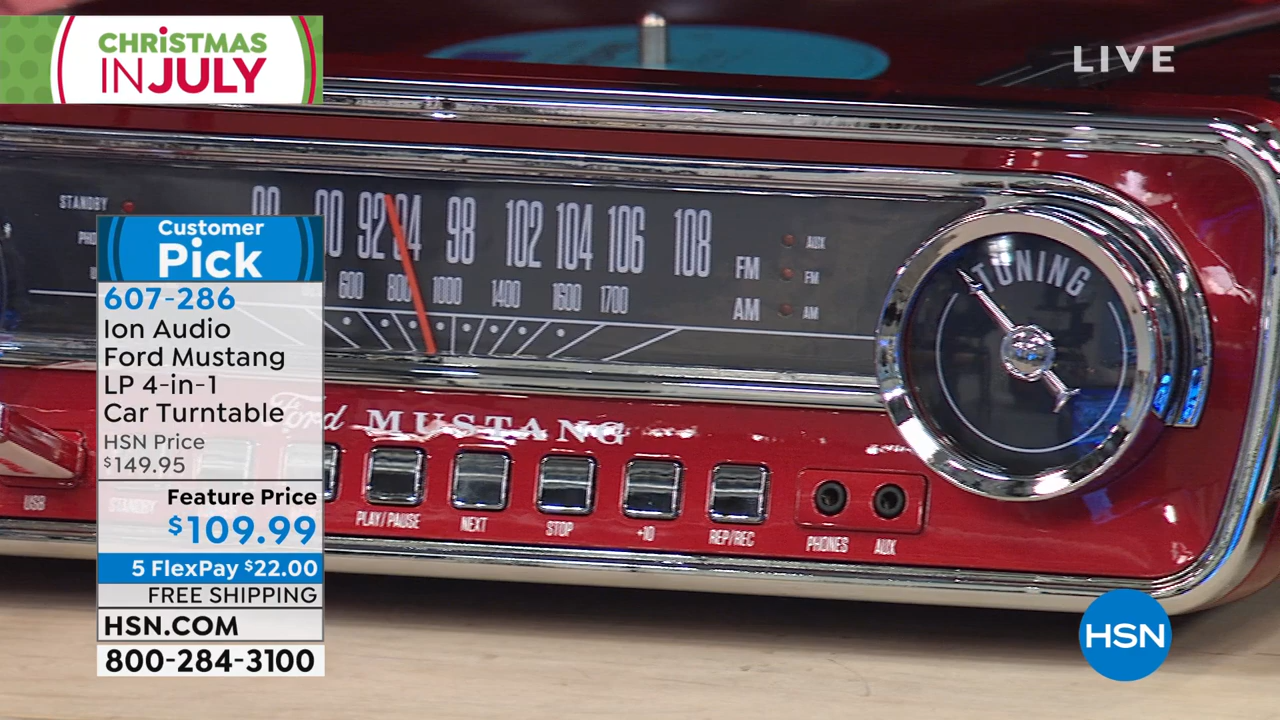 CHRiSTMAS
IN JULY
LIVE
STANDBY
90 92 94 98 102 104 106 108
FM
AM
AUX
FM
AM
600 800 1000 1400 1600 1700
TUNING
Customer
Pick
607-286
Ion Audio
Ford Mustang
LP 4-in-1
Car Turntable
HSN Price
$149.95
Feature Price
$109.99
5 FlexPay $22.00
FREE SHIPPING
HSN.COM
800-284-3100
Ford MUSTANG
USB
STANDBY
PLAY/PAUSE
NEXT
STOP
+10
REP/REC
PHONES
AUX
HSN